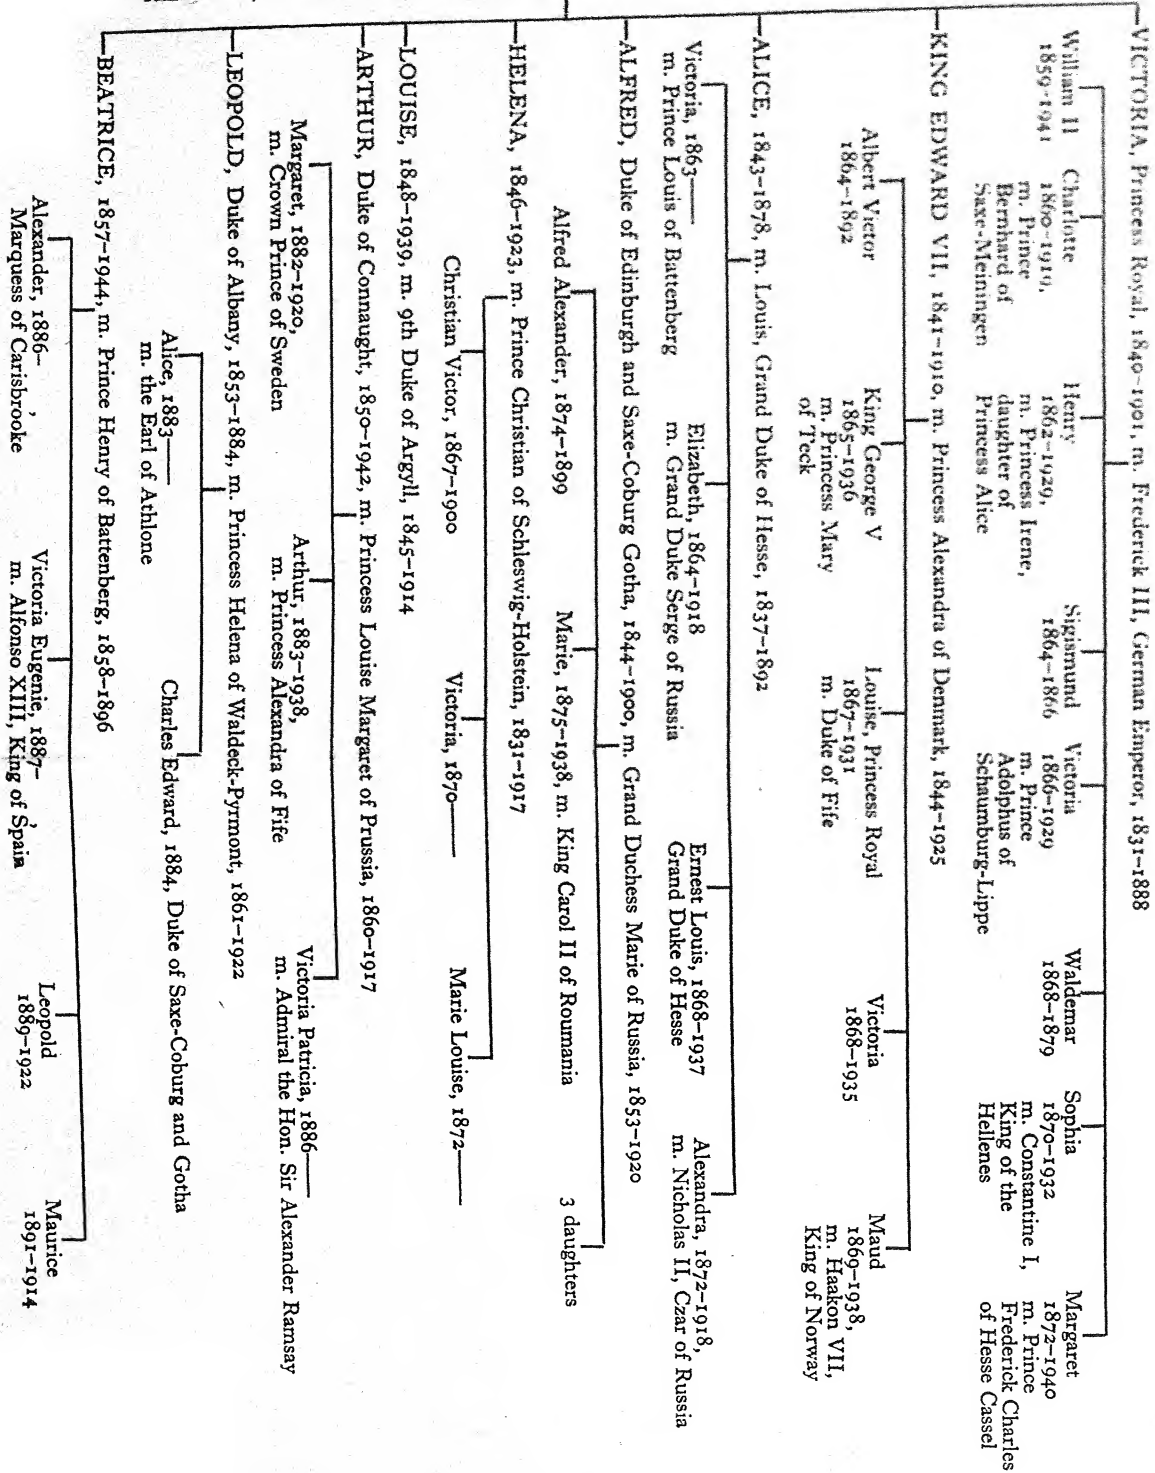 VICTORIA, Princess Royal, 1840-1901, m. Frederick III, German Emperor, 1831-1888
William II
1859-1941
Charlotte
1860-1919,
m. Prince
Bernhard of
Saxe-Meiningen
Henry
1862-1929,
m. Princess Irene,
daughter of
Princess Alice
Sigismund
1864-1866
Victoria
1866-1929
m. Prince
Adolphus of
Schaumburg-Lippe
Waldemar
1868-1879
Sophia
1870-1932
m. Constantine I,
King of the
Hellenes
Margaret
1872-1940
m. Prince
Frederick Charles
of Hesse Cassel
KING EDWARD VII, 1841-1910, m. Princess Alexandra of Denmark, 1844-1925
Albert Victor
1864-1892
King George V
1865-1936
m. Princess Mary
of Teck
Louise, Princess Royal
1867-1931
m. Duke of Fife
Victoria
1868-1935
Maud
1869-1938,
m. Haakon VII,
King of Norway
ALICE, 1843-1878, m. Louis, Grand Duke of Hesse, 1837-1892
Victoria, 1863——
m. Prince Louis of Battenberg
Elizabeth, 1864-1918
m. Grand Duke Serge of Russia
Ernest Louis, 1868-1937
Grand Duke of Hesse
Alexandra, 1872-1918,
m. Nicholas II, Czar of Russia
ALFRED, Duke of Edinburgh and Saxe-Coburg Gotha, 1844-1900, m. Grand Duchess Marie of Russia, 1853-1920
Alfred Alexander, 1874-1899
Marie, 1875-1938, m. King Carol II of Roumania
3 daughters
HELENA, 1846-1923, m. Prince Christian of Schleswig-Holstein, 1831-1917
Christian Victor, 1867-1900
Victoria, 1870——
Marie Louise, 1872——
LOUISE, 1848-1939, m. 9th Duke of Argyll, 1845-1914
ARTHUR, Duke of Connaught, 1850-1942, m. Princess Louise Margaret of Prussia, 1860-1917
Margaret, 1882-1920,
m. Crown Prince of Sweden
Arthur, 1883-1938,
m. Princess Alexandra of Fife
Victoria Patricia, 1886——
m. Admiral the Hon. Sir Alexander Ramsay
LEOPOLD, Duke of Albany, 1853-1884, m. Princess Helena of Waldeck-Pyrmont, 1861-1922
Alice, 1883——
m. the Earl of Athlone
Charles Edward, 1884, Duke of Saxe-Coburg and Gotha
BEATRICE, 1857-1944, m. Prince Henry of Battenberg, 1858-1896
Alexander, 1886- ,
Marquess of Carisbrooke
Victoria Eugenie, 1887- ,
m. Alfonso XIII, King of Spain
Leopold
1889-1922
Maurice
1891-1914